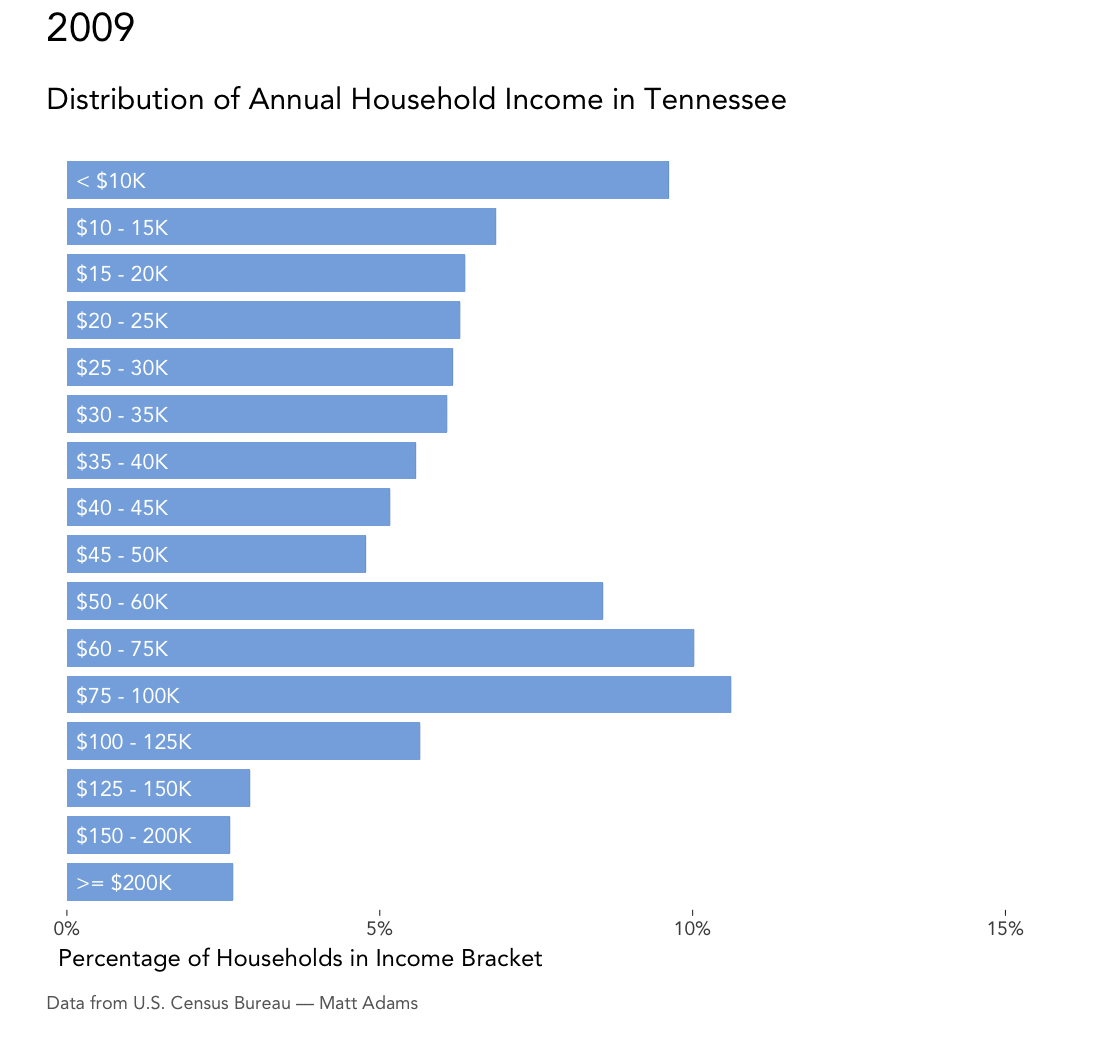 2009
Distribution of Annual Household Income in Tennessee
< $10K
$10 - 15K
$15 - 20K
$20 - 25K
$25 - 30K
$30 - 35K
$35 - 40K
$40 - 45K
$45 - 50K
$50 - 60K
$60 - 75K
$75 - 100K
$100 - 125K
$125 - 150K
$150 - 200K
>= $200K
0% 5% 10% 15%
Percentage of Households in Income Bracket
Data from U.S. Census Bureau — Matt Adams